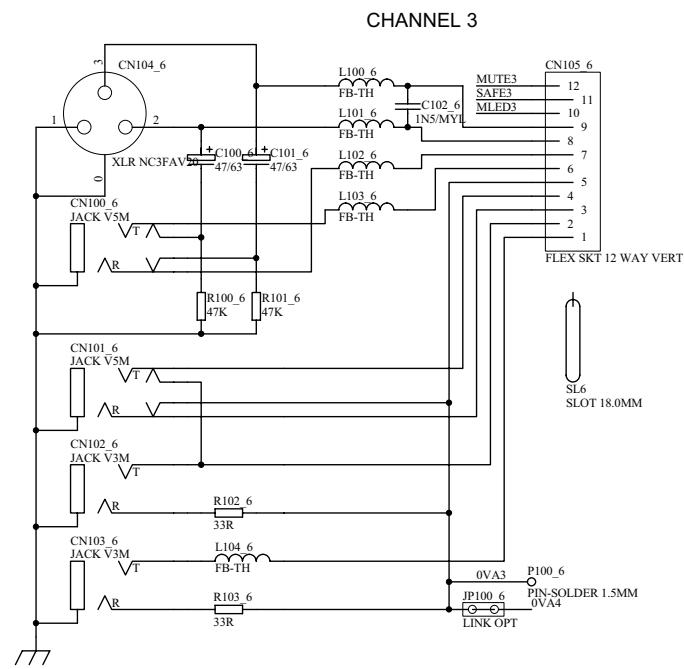 CHANNEL 3
3
CN104_6
1
2
0
XLR NC3FAV20
L100_6
FB-TH
L101_6
FB-TH
C102_6
1N5/MYL
+
C100_6
47/63
+
C101_6
47/63
L102_6
FB-TH
L103_6
FB-TH
CN105_6
MUTE3
SAFE3
MLED3
12
11
10
9
8
7
6
5
4
3
2
1
FLEX SKT 12 WAY VERT
CN100_6
JACK V5M
T
R
R100_6
47K
R101_6
47K
SL6
SLOT 18.0MM
CN101_6
JACK V5M
T
R
CN102_6
JACK V3M
T
R
R102_6
33R
CN103_6
JACK V3M
T
R
L104_6
FB-TH
R103_6
33R
0VA3
P100_6
PIN-SOLDER 1.5MM
0VA4
JP100_6
LINK OPT